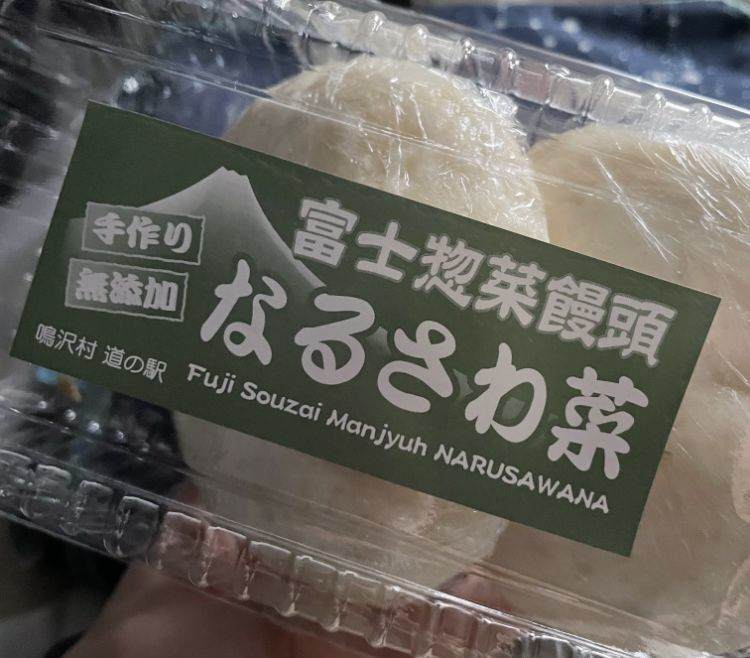 富士惣菜饅頭
手作り
無添加
なるさわ菜
鳴沢村 道の駅
Fuji Souzai Manjyuh NARUSAWANA